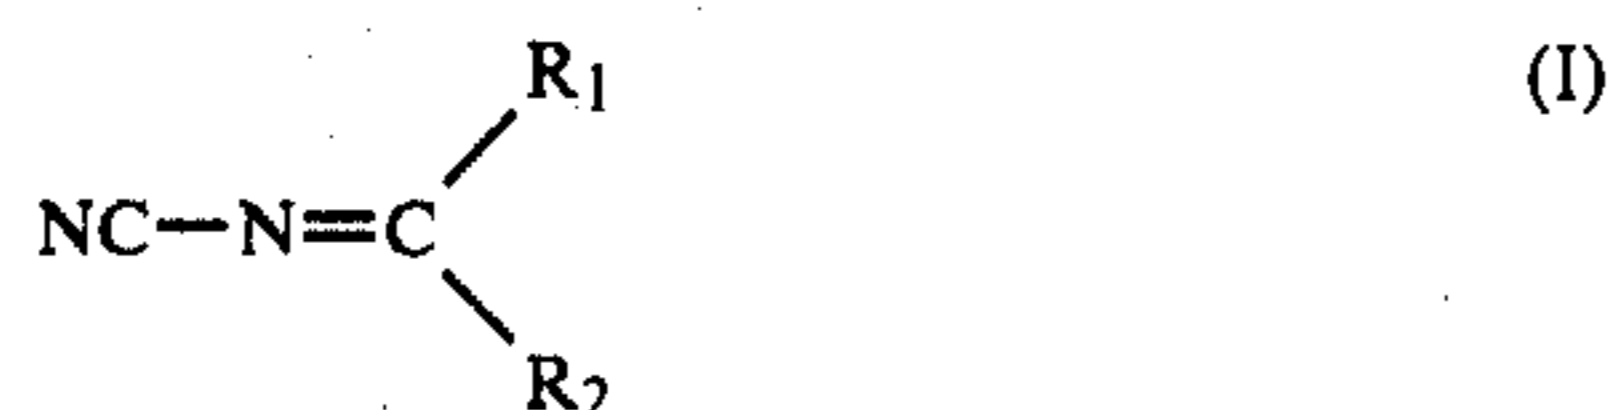 R1 (I)
NC—N=C
R2